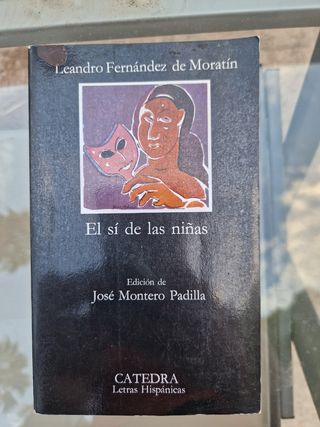 Leandro Fernández de Moratín
El sí de las niñas
Edición de
José Montero Padilla
CATEDRA
Letras Hispánicas